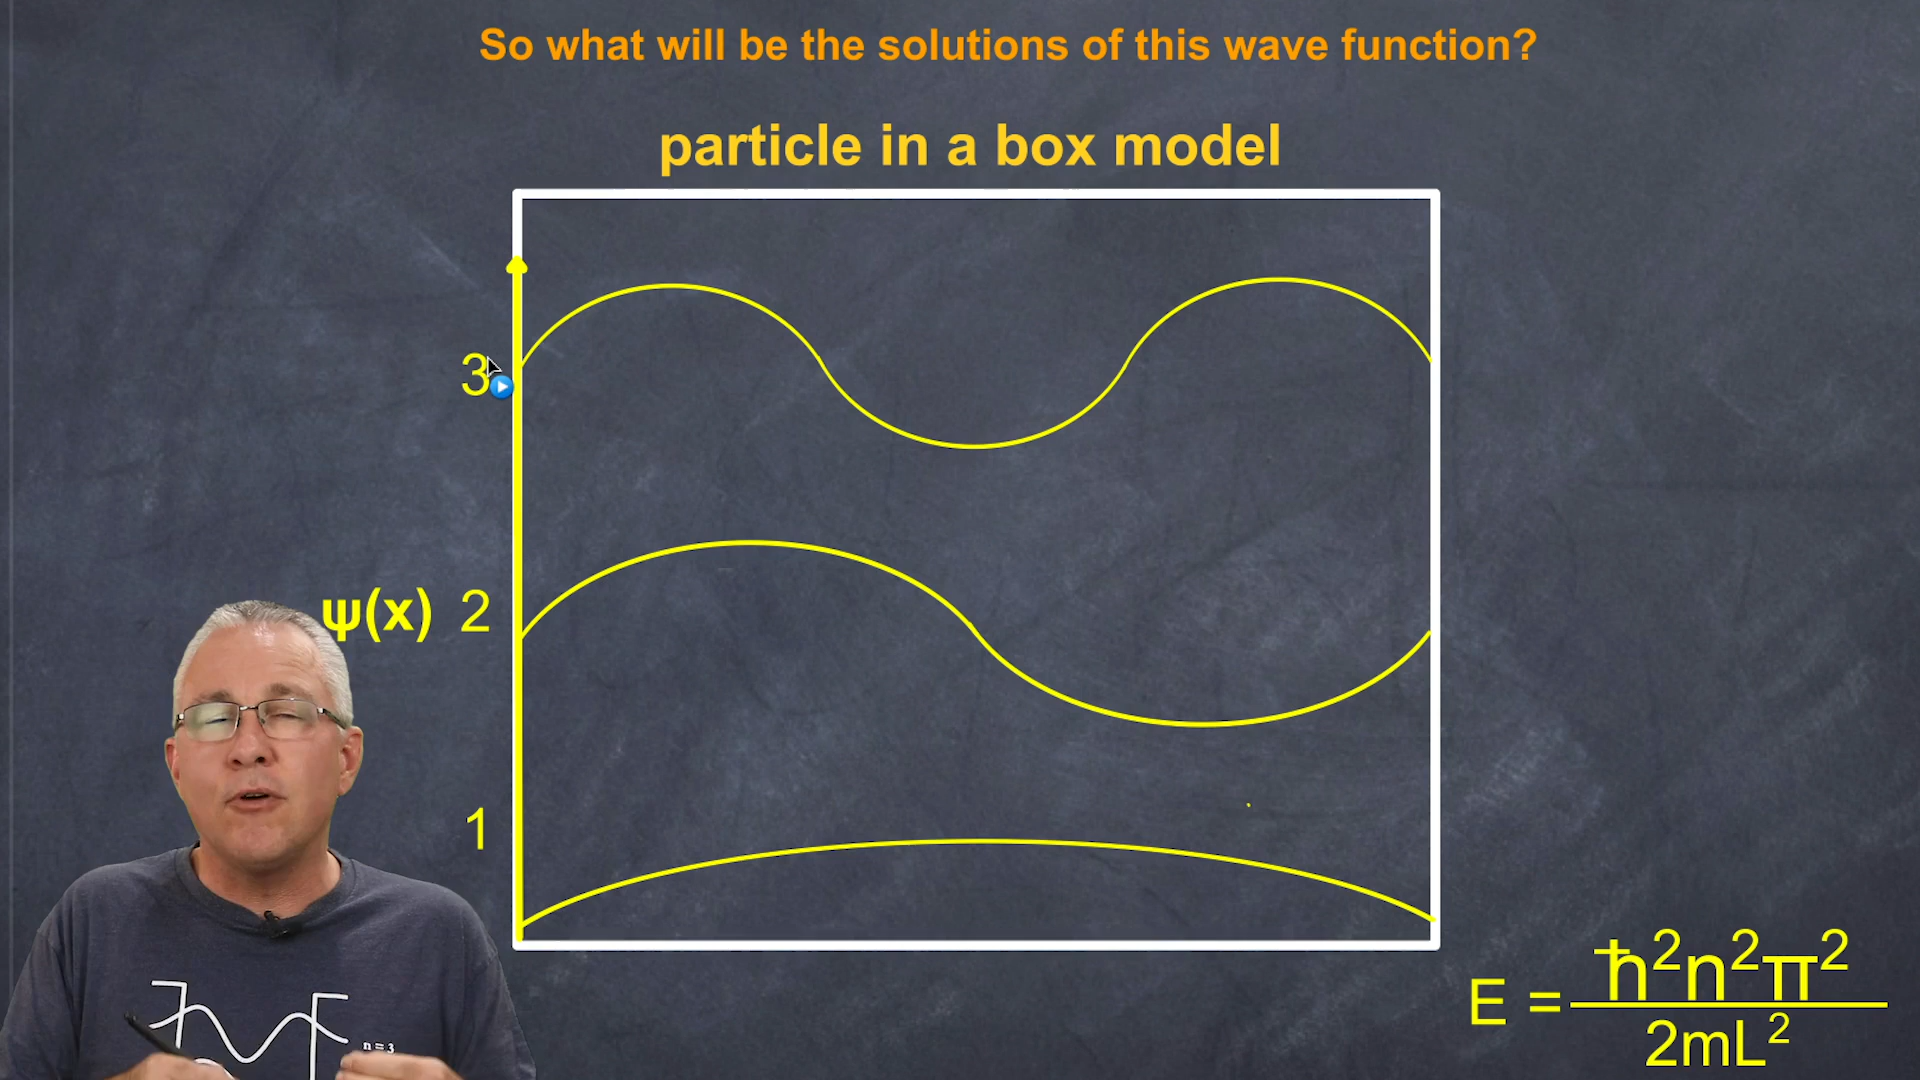 So what will be the solutions of this wave function?
particle in a box model
3
ψ(x) 2
1
E = ħ²n²π²
2mL²
n = 3